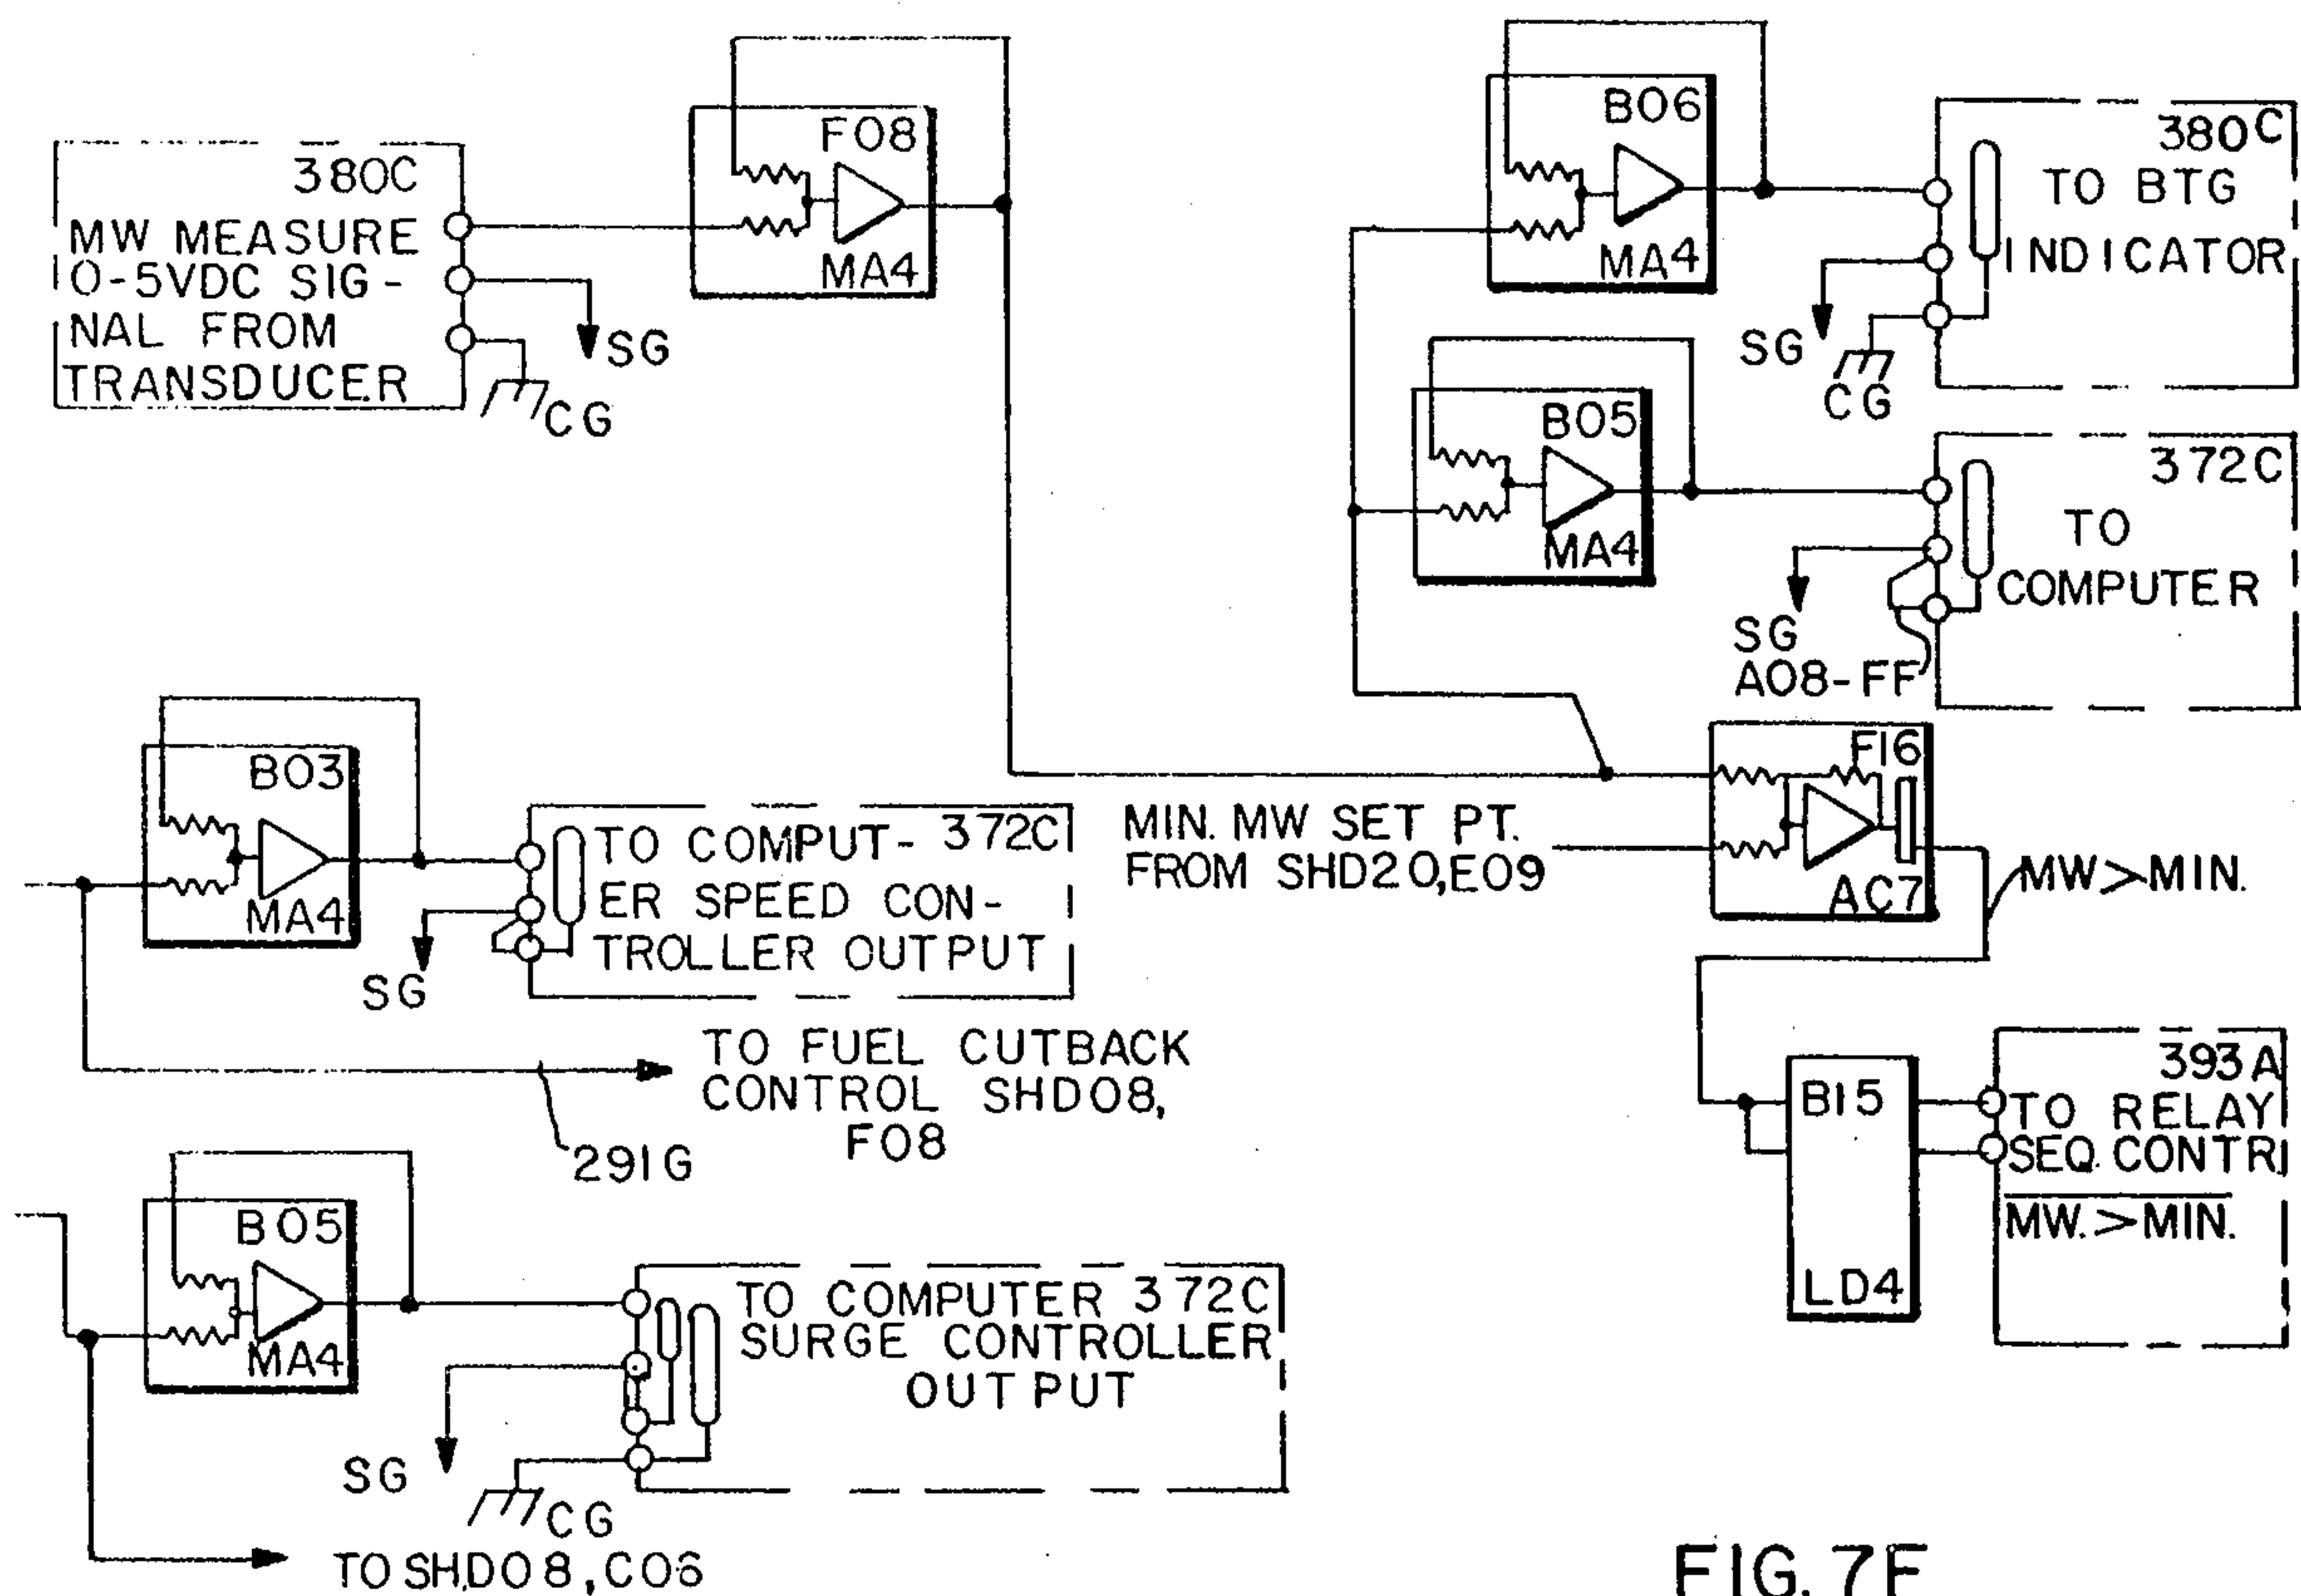 380C
MW MEASURE
0-5VDC SIG-
NAL FROM
TRANSDUCER
SG
CG
F08
MA4
B06
MA4
380C
TO BTG
INDICATOR
SG
CG
B05
MA4
372C
TO
COMPUTER
SG
A08-FF
B03
MA4
TO COMPUT- 372C
ER SPEED CON-
TROLLER OUTPUT
SG
MIN. MW SET PT.
FROM SHD20,E09
F16
AC7
MW>MIN.
TO FUEL CUTBACK
CONTROL SHD08,
F08
291G
B15
LD4
393A
TO RELAY
SEQ. CONTR.
MW.>MIN.
B05
MA4
TO COMPUTER 372C
SURGE CONTROLLER
OUTPUT
SG
CG
TO SH.D08,C06
FIG. 7F